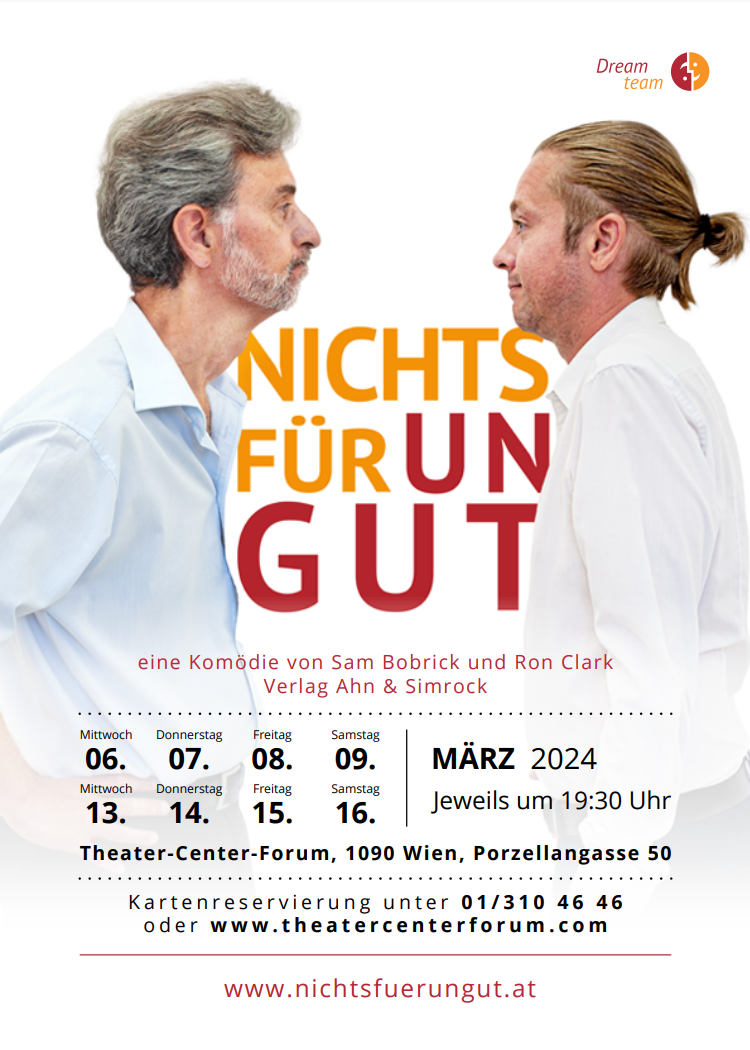 Dream
team
NICHTS
FÜR UN
GUT
eine Komödie von Sam Bobrick und Ron Clark
Verlag Ahn & Simrock
Mittwoch Donnerstag Freitag Samstag
06. 07. 08. 09.
Mittwoch Donnerstag Freitag Samstag
13. 14. 15. 16.
MÄRZ 2024
Jeweils um 19:30 Uhr
Theater-Center-Forum, 1090 Wien, Porzellangasse 50
Kartenreservierung unter 01/310 46 46
oder www.theatercenterforum.com
www.nichtsfuerungut.at